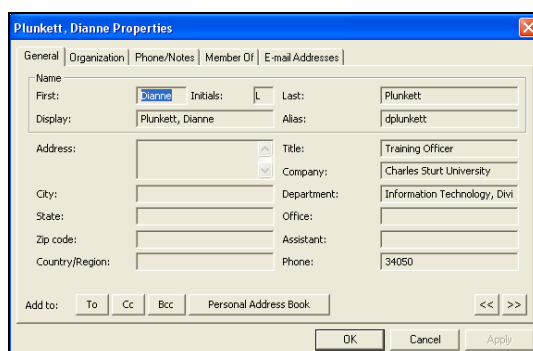 Plunkett, Dianne Properties
General Organization Phone/Notes Member Of E-mail Addresses
Name
First: Dianne Initials: L Last: Plunkett
Display: Plunkett, Dianne Alias: dplunkett
Address: Title: Training Officer
Company: Charles Sturt University
City: Department: Information Technology, Divi
State: Office:
Zip code: Assistant:
Country/Region: Phone: 34050
Add to: To Cc Bcc Personal Address Book << >>
OK Cancel Apply